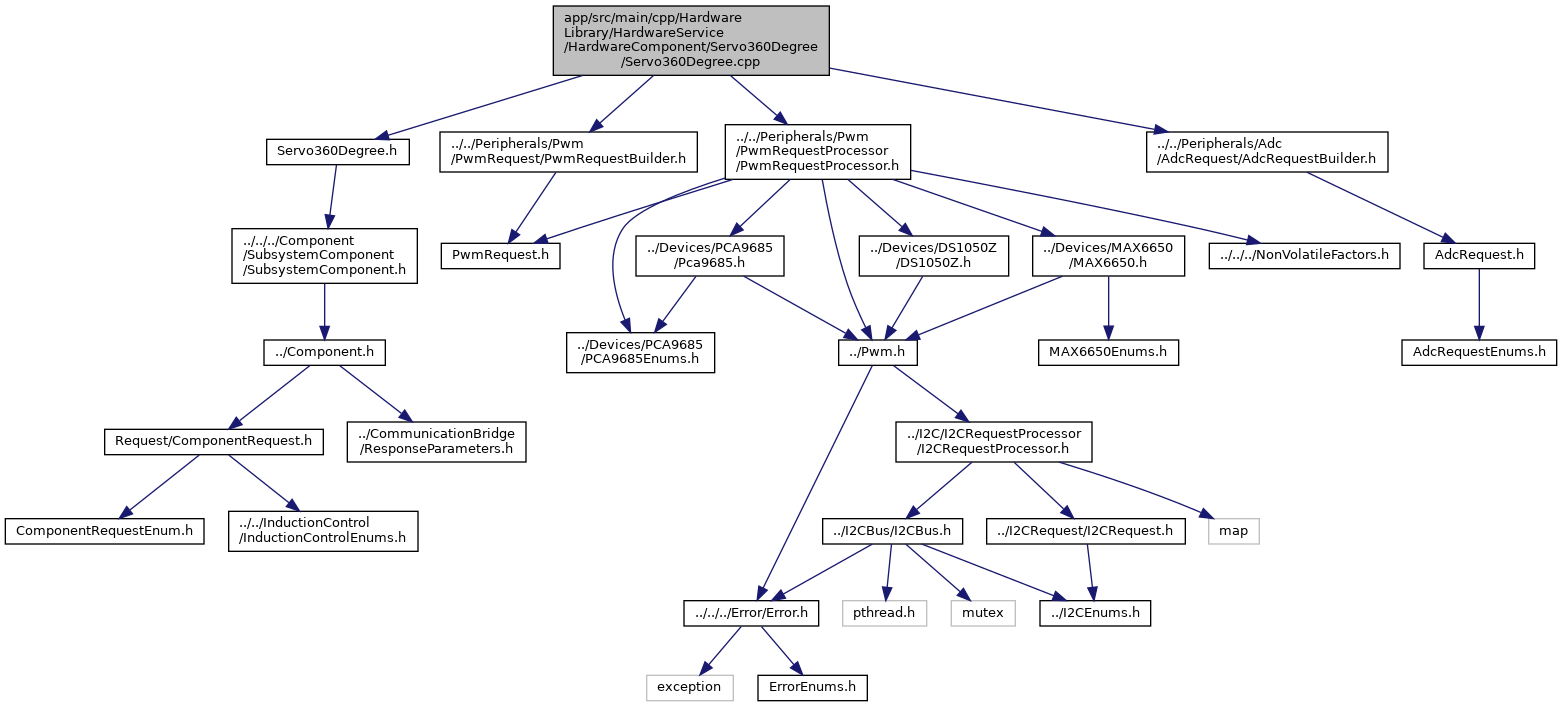 app/src/main/cpp/Hardware
Library/HardwareService
/HardwareComponent/Servo360Degree
/Servo360Degree.cpp
Servo360Degree.h
../../Peripherals/Pwm
/PwmRequest/PwmRequestBuilder.h
../../Peripherals/Pwm
/PwmRequestProcessor
/PwmRequestProcessor.h
../../Peripherals/Adc
/AdcRequest/AdcRequestBuilder.h
../../../Component
/SubsystemComponent
/SubsystemComponent.h
PwmRequest.h
../Devices/PCA9685
/Pca9685.h
../Devices/DS1050Z
/DS1050Z.h
../Devices/MAX6650
/MAX6650.h
../../../NonVolatileFactors.h
AdcRequest.h
../Component.h
../Devices/PCA9685
/PCA9685Enums.h
../Pwm.h
MAX6650Enums.h
AdcRequestEnums.h
Request/ComponentRequest.h
../CommunicationBridge
/ResponseParameters.h
../I2C/I2CRequestProcessor
/I2CRequestProcessor.h
ComponentRequestEnum.h
../../InductionControl
/InductionControlEnums.h
../I2CBus/I2CBus.h
../I2CRequest/I2CRequest.h
map
../../../Error/Error.h
pthread.h
mutex
../I2CEnums.h
exception
ErrorEnums.h